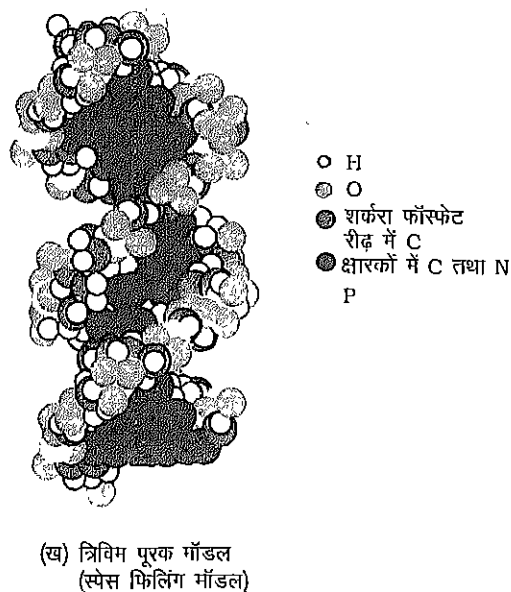 H
O
शर्करा फॉस्फेट
रीढ़ में C
क्षारकों में C तथा N
P
(ख) त्रिविम पूरक मॉडल
(स्पेस फिलिंग मॉडल)